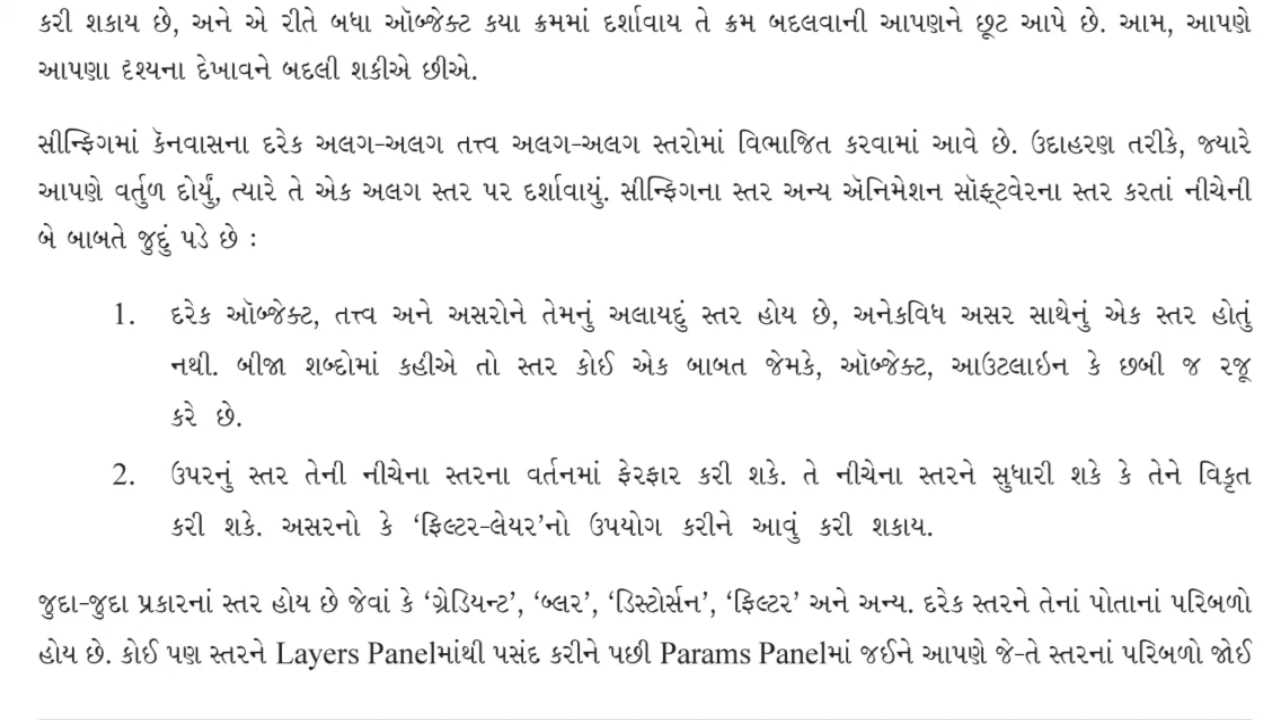 કરી શકાય છે, અને એ રીતે બધા ઑબ્જેક્ટ કયા ક્રમમાં દર્શાવાય તે ક્રમ બદલવાની આપણને છૂટ આપે છે. આમ, આપણે
આપણા દૃશ્યના દેખાવને બદલી શકીએ છીએ.
સીન્ફિગમાં કૅનવાસના દરેક અલગ-અલગ તત્ત્વ અલગ-અલગ સ્તરોમાં વિભાજિત કરવામાં આવે છે. ઉદાહરણ તરીકે, જ્યારે
આપણે વર્તુળ દોર્યું, ત્યારે તે એક અલગ સ્તર પર દર્શાવાયું. સીન્ફિગના સ્તર અન્ય ઍનિમેશન સૉફ્ટવેરના સ્તર કરતાં નીચેની
બે બાબતે જુદું પડે છે :
1. દરેક ઑબ્જેક્ટ, તત્ત્વ અને અસરોને તેમનું અલાયદું સ્તર હોય છે, અનેકવિધ અસર સાથેનું એક સ્તર હોતું
નથી. બીજા શબ્દોમાં કહીએ તો સ્તર કોઈ એક બાબત જેમકે, ઑબ્જેક્ટ, આઉટલાઇન કે છબી જ રજૂ
કરે છે.
2. ઉપરનું સ્તર તેની નીચેના સ્તરના વર્તનમાં ફેરફાર કરી શકે. તે નીચેના સ્તરને સુધારી શકે કે તેને વિકૃત
કરી શકે. અસરનો કે ‘ફિલ્ટર-લેયર’નો ઉપયોગ કરીને આવું કરી શકાય.
જુદા-જુદા પ્રકારનાં સ્તર હોય છે જેવાં કે ‘ગ્રેડિયન્ટ’, ‘બ્લર’, ‘ડિસ્ટોર્સન’, ‘ફિલ્ટર’ અને અન્ય. દરેક સ્તરને તેનાં પોતાનાં પરિબળો
હોય છે. કોઈ પણ સ્તરને Layers Panelમાંથી પસંદ કરીને પછી Params Panelમાં જઈને આપણે જે-તે સ્તરનાં પરિબળો જોઈ